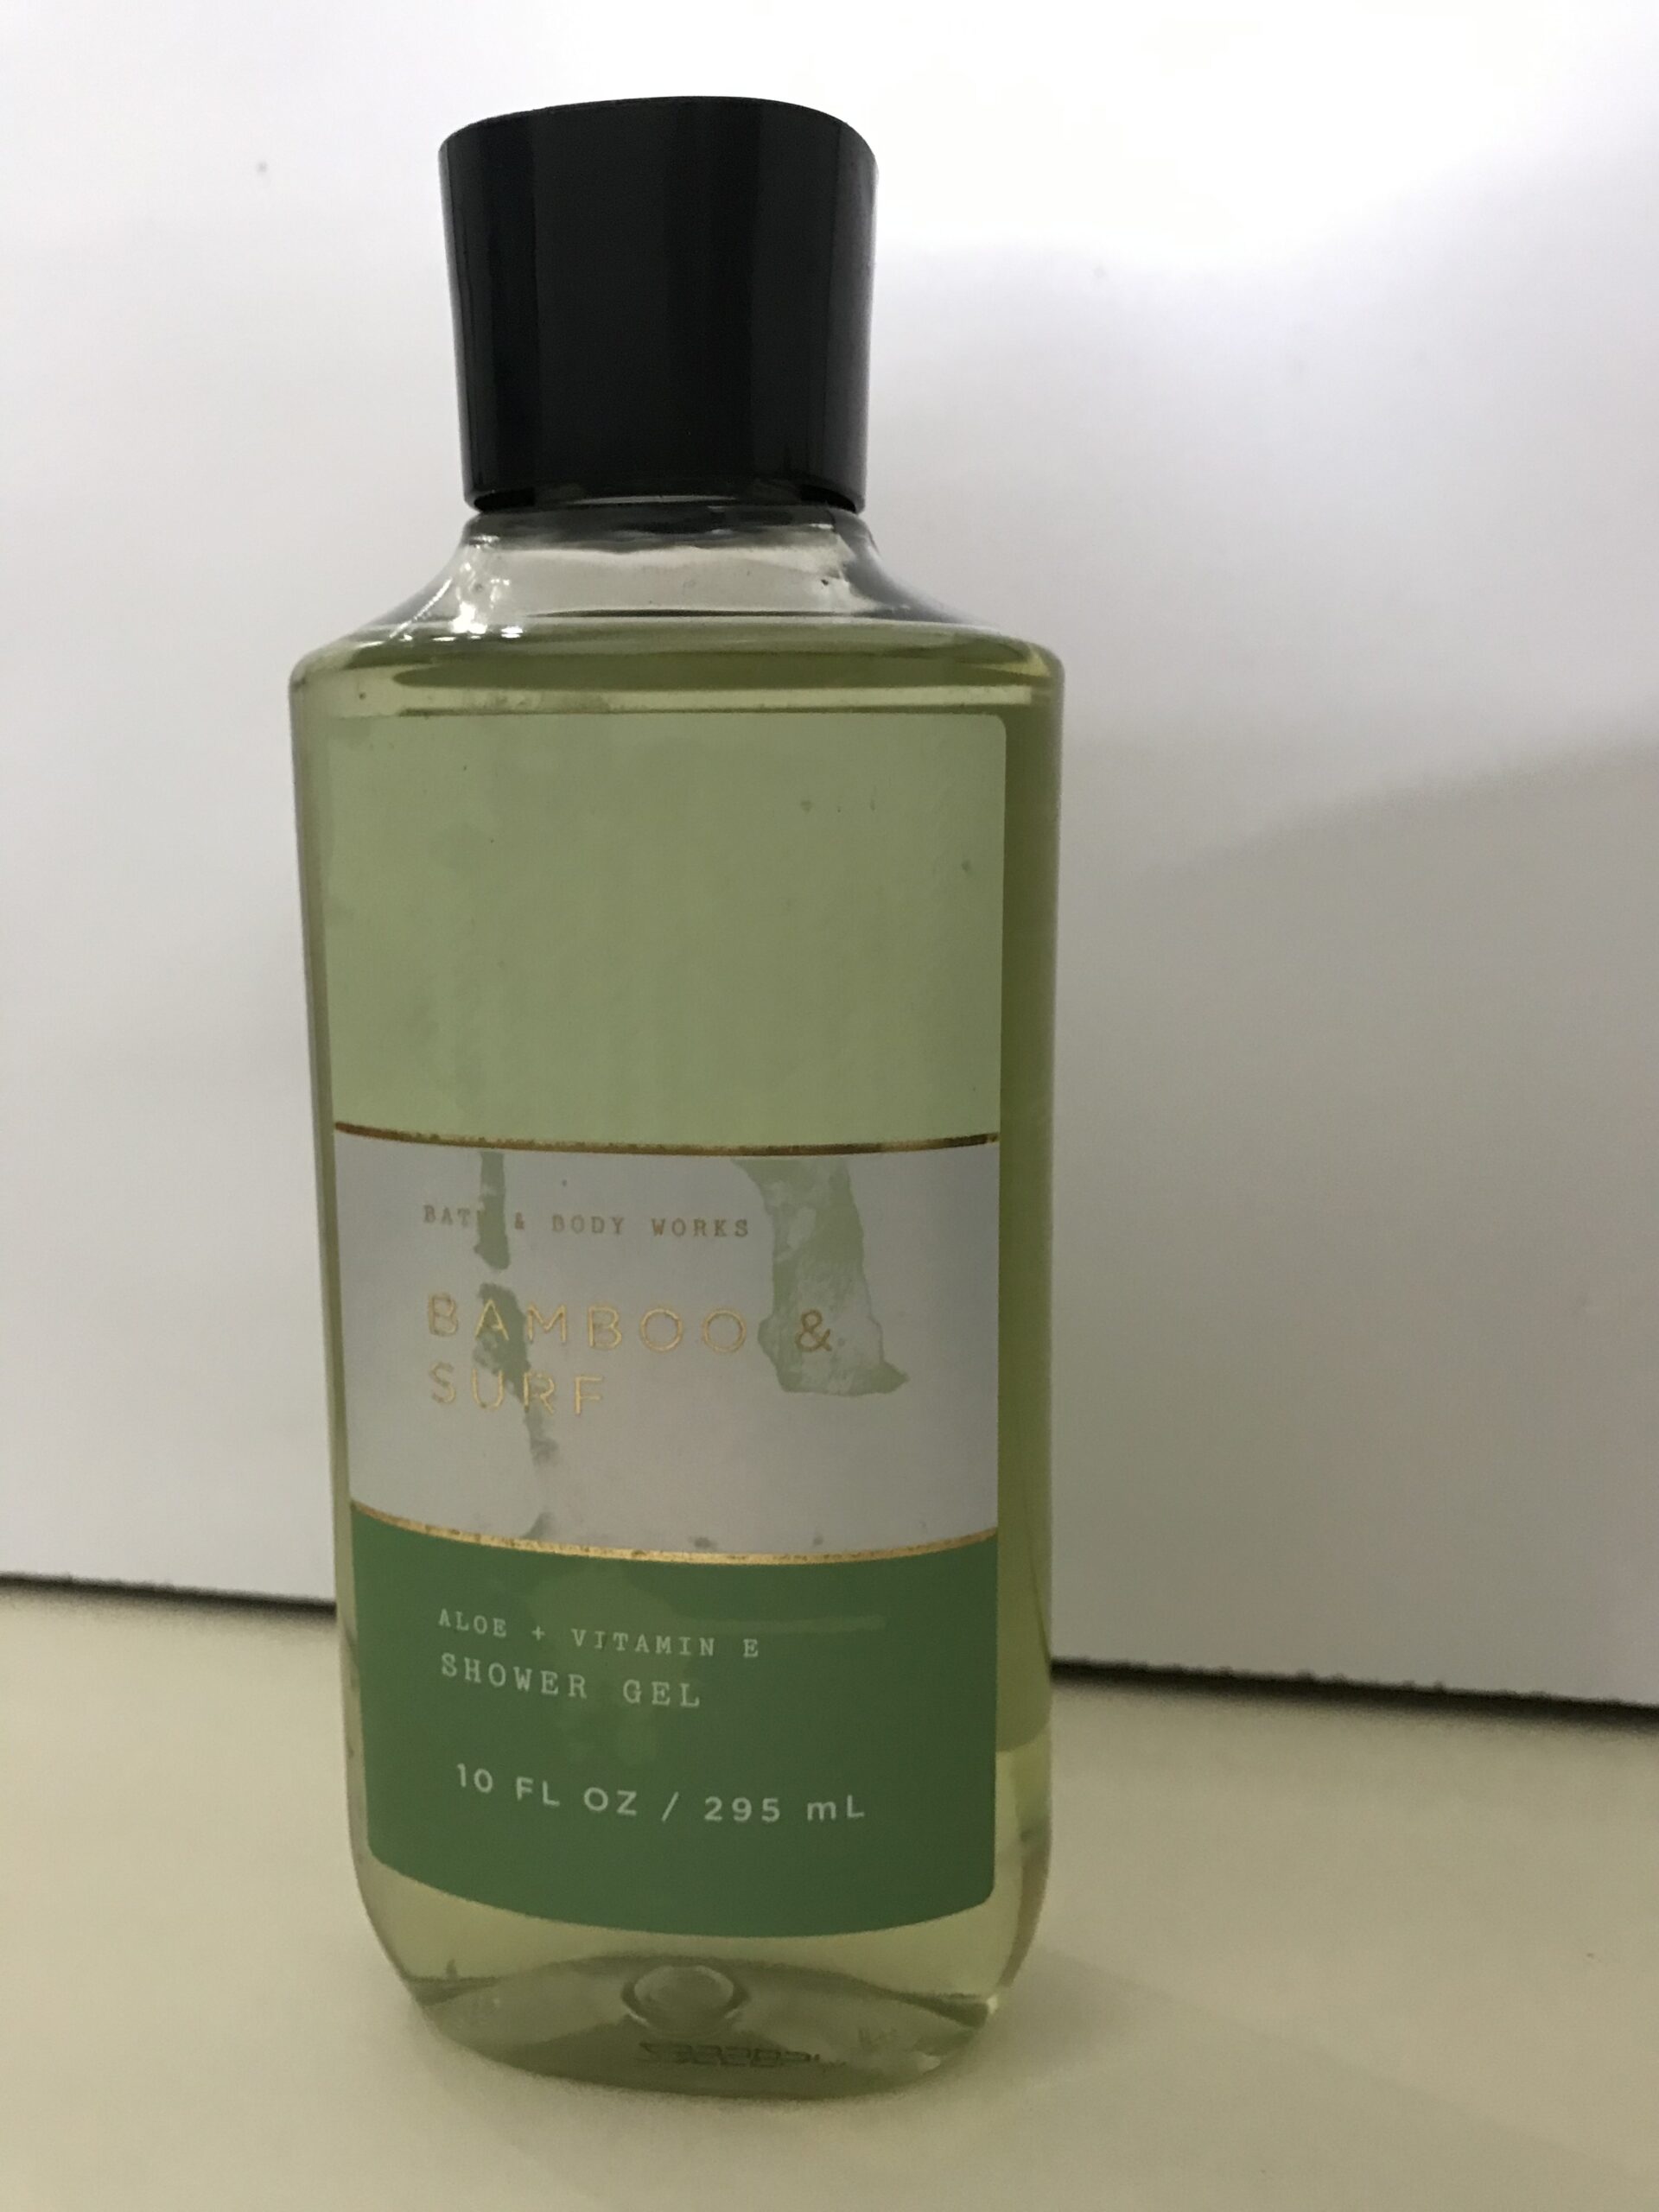 BATH & BODY WORKS
BAMBOO &
SURF
ALOE + VITAMIN E
SHOWER GEL
10 FL OZ / 295 mL